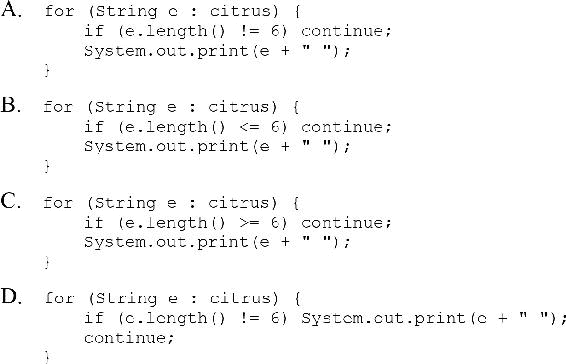 A. for (String e : citrus) {
if (e.length() != 6) continue;
System.out.print(e + " ");
}
B. for (String e : citrus) {
if (e.length() <= 6) continue;
System.out.print(e + " ");
}
C. for (String e : citrus) {
if (e.length() >= 6) continue;
System.out.print(e + " ");
}
D. for (String e : citrus) {
if (e.length() != 6) System.out.print(e + " ");
continue;
}